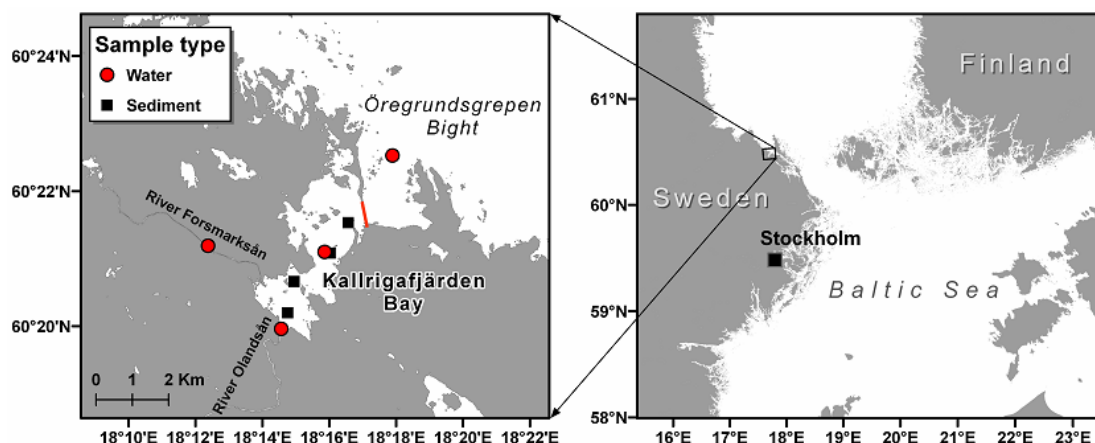 60°24'N
60°22'N
60°20'N
Sample type
Water
Sediment
Öregrundsgrepen
Bight
River Forsmarksån
Kallrigafjärden
Bay
River Olandsån
0 1 2 Km
18°10'E 18°12'E 18°14'E 18°16'E 18°18'E 18°20'E 18°22'E
61°N
60°N
59°N
58°N
Finland
Sweden
Stockholm
Baltic Sea
16°E 17°E 18°E 19°E 20°E 21°E 22°E 23°E